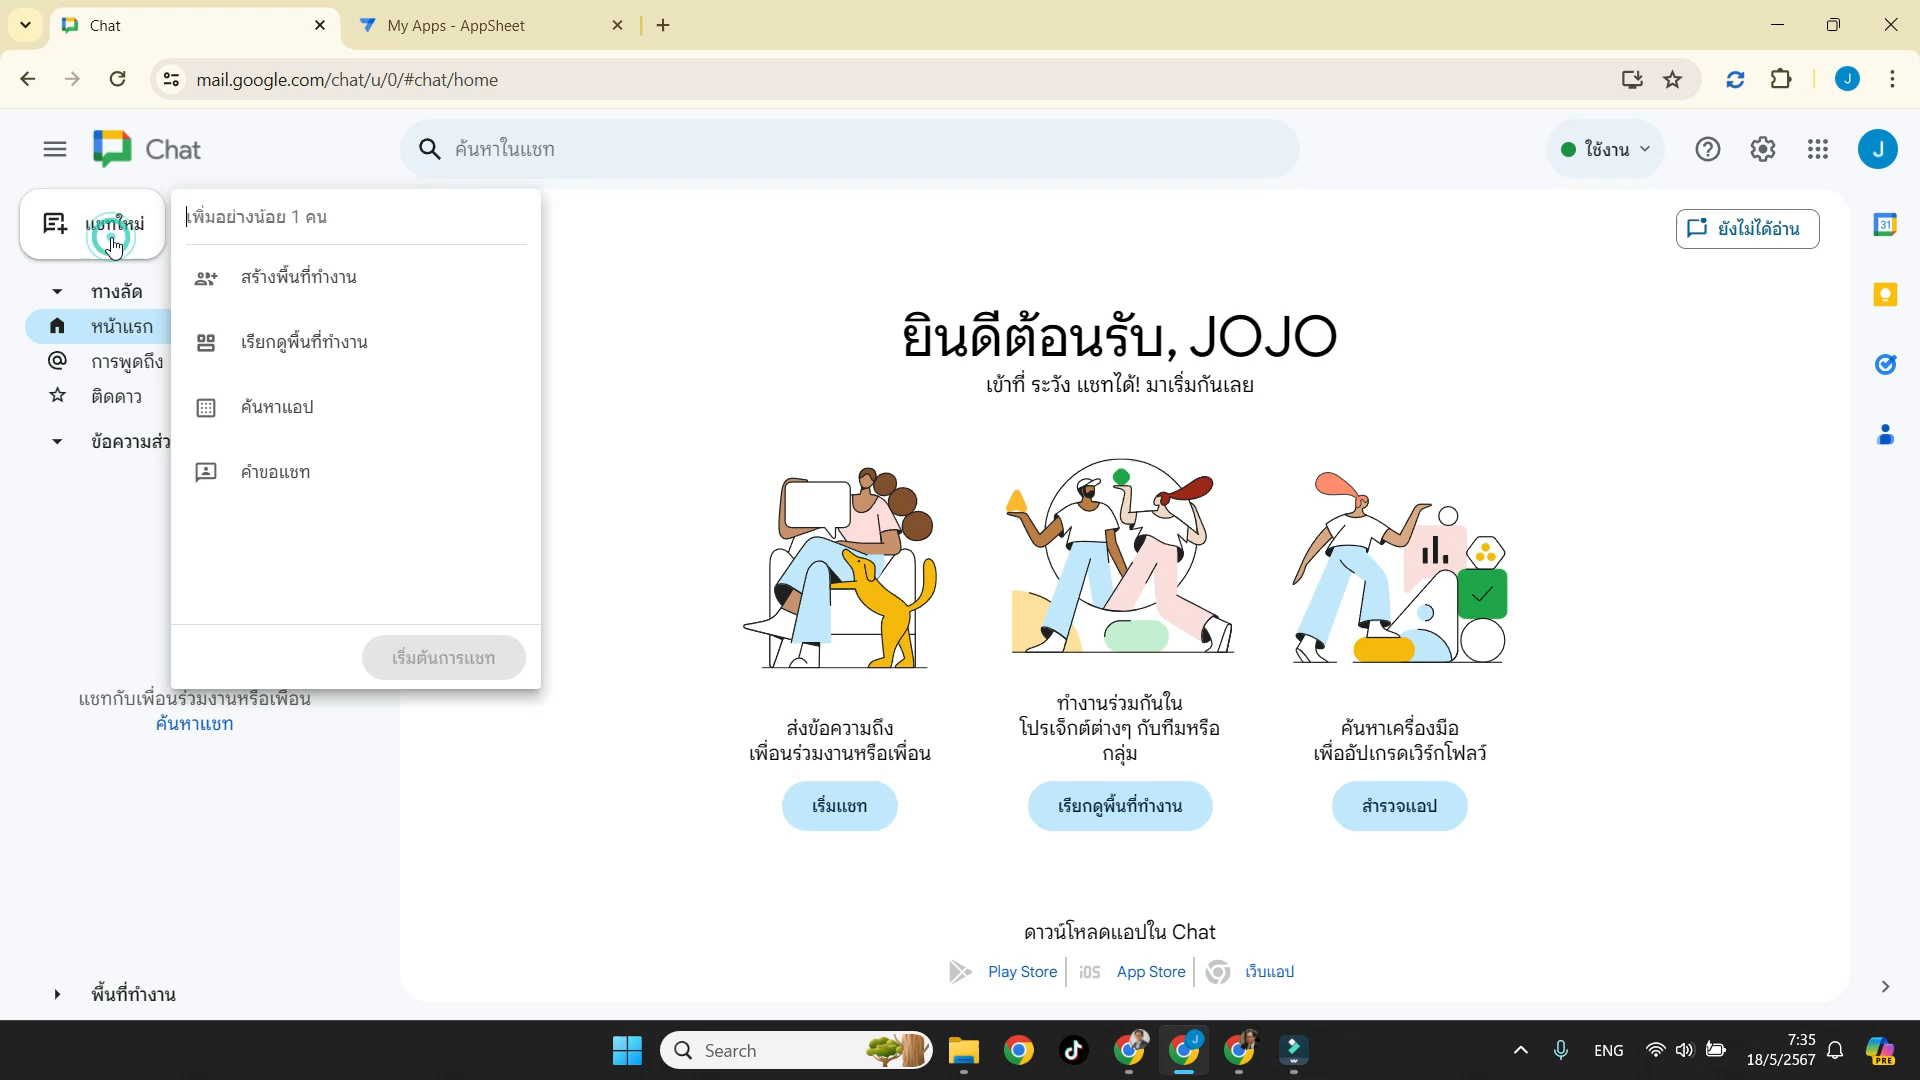 Chat
My Apps - AppSheet
mail.google.com/chat/u/0/#chat/home
J
Chat
ค้นหาในแชท
ใช้งาน
J
แชทใหม่
เพิ่มอย่างน้อย 1 คน
ยังไม่ได้อ่าน
31
สร้างพื้นที่ทำงาน
เรียกดูพื้นที่ทำงาน
ค้นหาแอป
คำขอแชท
เริ่มต้นการแชท
ทางลัด
หน้าแรก
การพูดถึง
ติดดาว
ข้อความส่ว
แชทกับเพื่อนร่วมงานหรือเพื่อน
ค้นหาแชท
พื้นที่ทำงาน
ยินดีต้อนรับ, JOJO
เข้าที่ ระวัง แชทได้! มาเริ่มกันเลย
ส่งข้อความถึง
เพื่อนร่วมงานหรือเพื่อน
เริ่มแชท
ทำงานร่วมกันใน
โปรเจ็กต์ต่างๆ กับทีมหรือ
กลุ่ม
เรียกดูพื้นที่ทำงาน
ค้นหาเครื่องมือ
เพื่ออัปเกรดเวิร์กโฟลว์
สำรวจแอป
ดาวน์โหลดแอปใน Chat
Play Store
iOS App Store
เว็บแอป
Search
J
ENG
7:35
18/5/2567
PRE